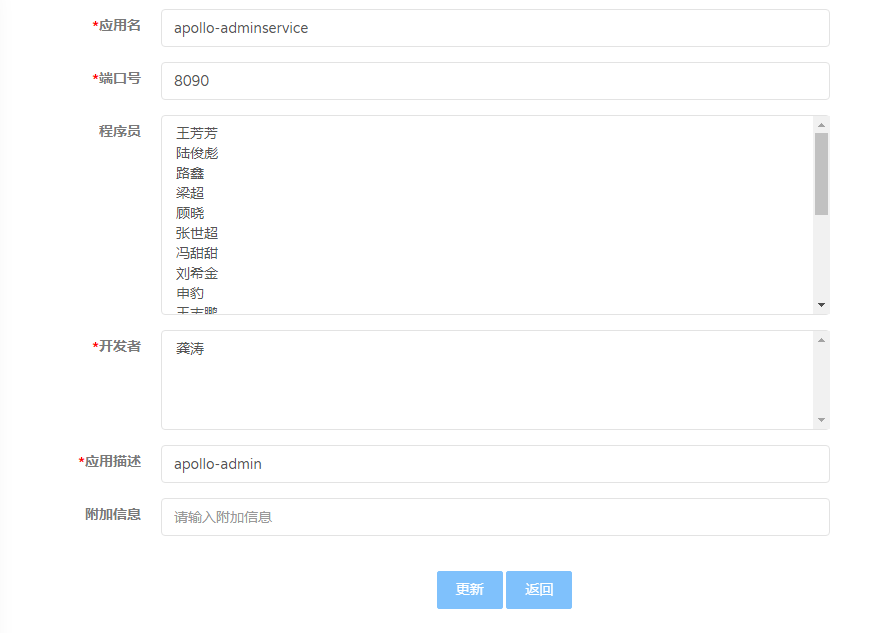 *应用名 apollo-adminservice
*端口号 8090
程序员 王芳芳
陆俊彪
路鑫
梁超
顾晓
张世超
冯甜甜
刘希金
申豹
*开发者 龚涛
*应用描述 apollo-admin
附加信息 请输入附加信息
更新 返回